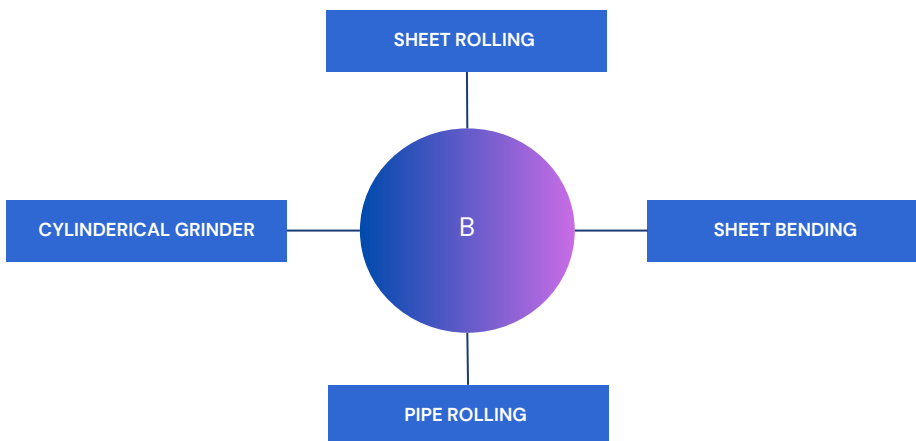 SHEET ROLLING
CYLINDERICAL GRINDER
B
SHEET BENDING
PIPE ROLLING